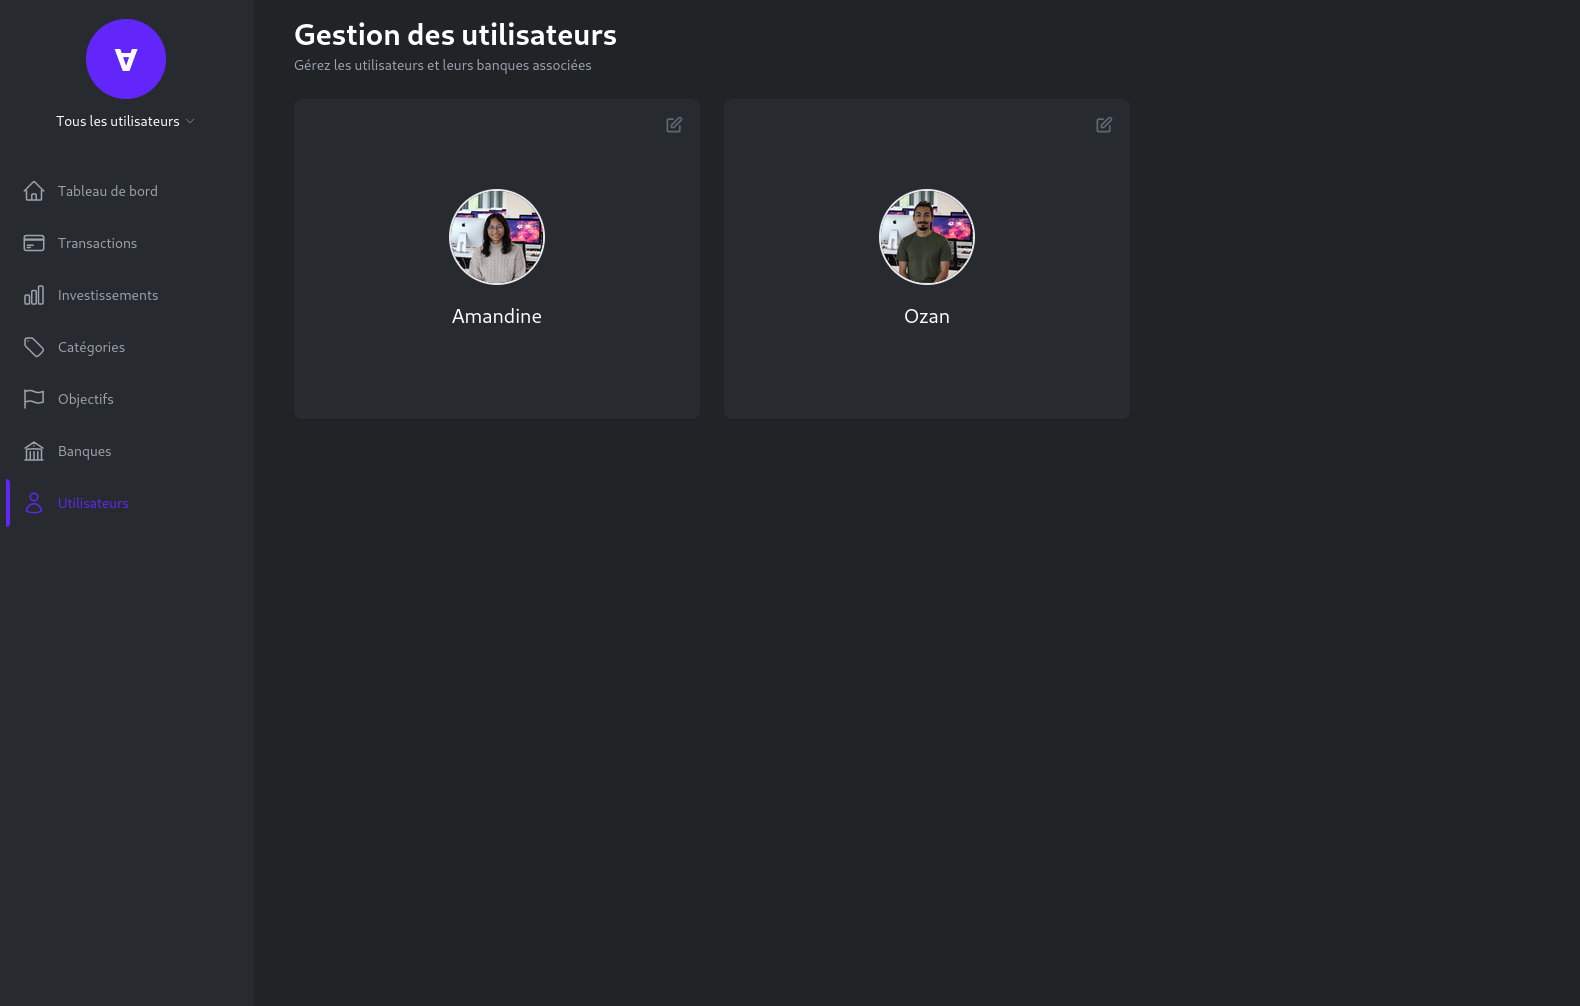 ∀
Tous les utilisateurs
Tableau de bord
Transactions
Investissements
Catégories
Objectifs
Banques
Utilisateurs
Gestion des utilisateurs
Gérez les utilisateurs et leurs banques associées
Amandine
Ozan